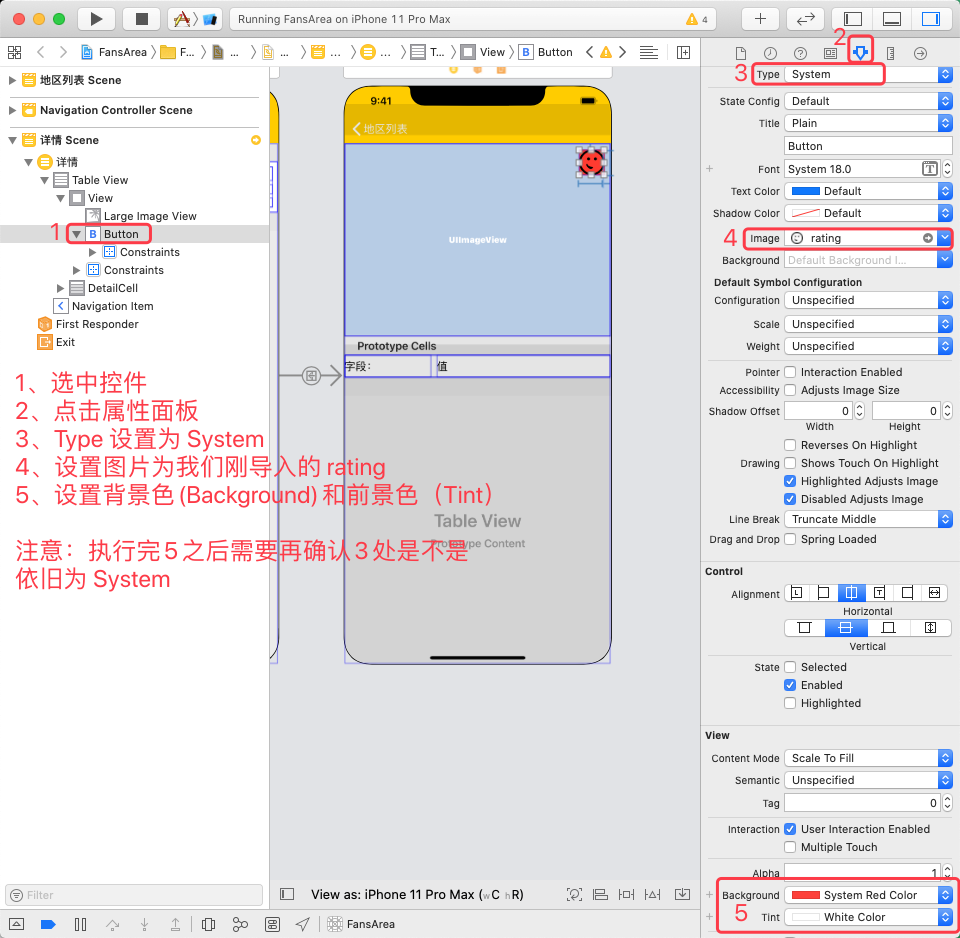 Running FansArea on iPhone 11 Pro Max
4
FansArea
F...
...
...
...
...
T...
View
B
Button
地区列表 Scene
Navigation Controller Scene
详情 Scene
详情
Table View
View
Large Image View
1
B
Button
Constraints
Constraints
DetailCell
Navigation Item
First Responder
Exit
1、选中控件
2、点击属性面板
3、Type 设置为 System
4、设置图片为我们刚导入的 rating
5、设置背景色 (Background) 和前景色（Tint）
注意：执行完 5 之后需要再确认 3 处是不是
依旧为 System
Filter
9:41
地区列表
UIImageView
Prototype Cells
字段：
值
Table View
Prototype Content
View as: iPhone 11 Pro Max (wC hR)
FansArea
2
3
Type
System
State Config
Default
Title
Plain
Button
Font
System 18.0
T
Text Color
Default
Shadow Color
Default
4
Image
rating
Background
Default Background I...
Default Symbol Configuration
Configuration
Unspecified
Scale
Unspecified
Weight
Unspecified
Pointer
Interaction Enabled
Accessibility
Adjusts Image Size
Shadow Offset
0
0
Width
Height
Reverses On Highlight
Drawing
Shows Touch On Highlight
Highlighted Adjusts Image
Disabled Adjusts Image
Line Break
Truncate Middle
Drag and Drop
Spring Loaded
Control
Alignment
Horizontal
Vertical
State
Selected
Enabled
Highlighted
View
Content Mode
Scale To Fill
Semantic
Unspecified
Tag
0
Interaction
User Interaction Enabled
Multiple Touch
Alpha
1
Background
System Red Color
5
Tint
White Color